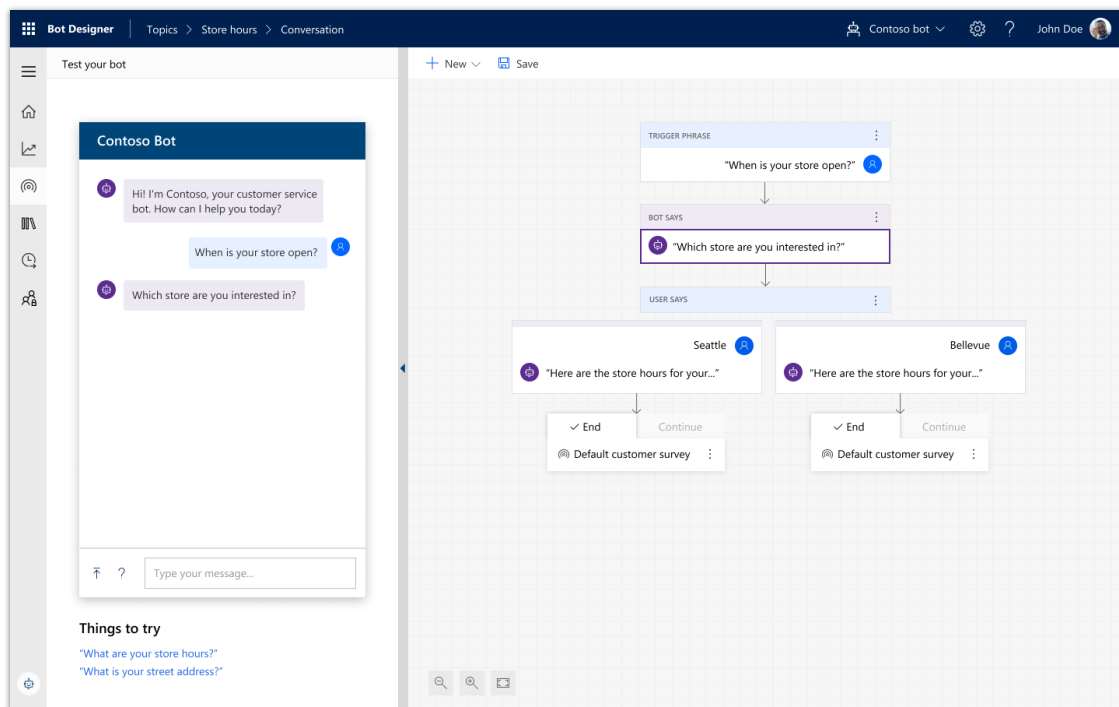 Bot Designer
Topics > Store hours > Conversation
Contoso bot
?
John Doe
Test your bot
New
Save
Contoso Bot
Hi! I'm Contoso, your customer service
bot. How can I help you today?
When is your store open?
Which store are you interested in?
?
Type your message...
Things to try
"What are your store hours?"
"What is your street address?"
TRIGGER PHRASE
"When is your store open?"
BOT SAYS
"Which store are you interested in?"
USER SAYS
Seattle
"Here are the store hours for your..."
End
Continue
Default customer survey
Bellevue
"Here are the store hours for your..."
End
Continue
Default customer survey